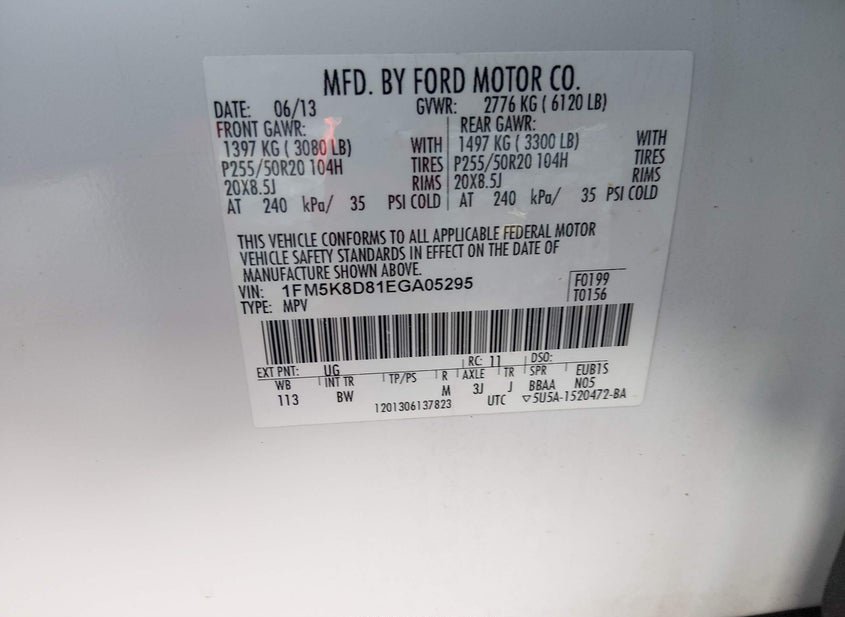 MFD. BY FORD MOTOR CO.
DATE: 06/13 GVWR: 2776 KG ( 6120 LB)
FRONT GAWR: REAR GAWR:
1397 KG ( 3080 LB) WITH 1497 KG ( 3300 LB) WITH
P255/50R20 104H TIRES P255/50R20 104H TIRES
20X8.5J RIMS 20X8.5J RIMS
AT 240 kPa/ 35 PSI COLD AT 240 kPa/ 35 PSI COLD
THIS VEHICLE CONFORMS TO ALL APPLICABLE FEDERAL MOTOR
VEHICLE SAFETY STANDARDS IN EFFECT ON THE DATE OF
MANUFACTURE SHOWN ABOVE.
VIN: 1FM5K8D81EGA05295 F0199
TYPE: MPV T0156
EXT PNT: UG RC: 11 DSO:
WB INT TR TP/PS R AXLE TR SPR EUB1S
113 BW M 3J J BBAA N05
1201306137823 UTC ▽5U5A-1520472-BA